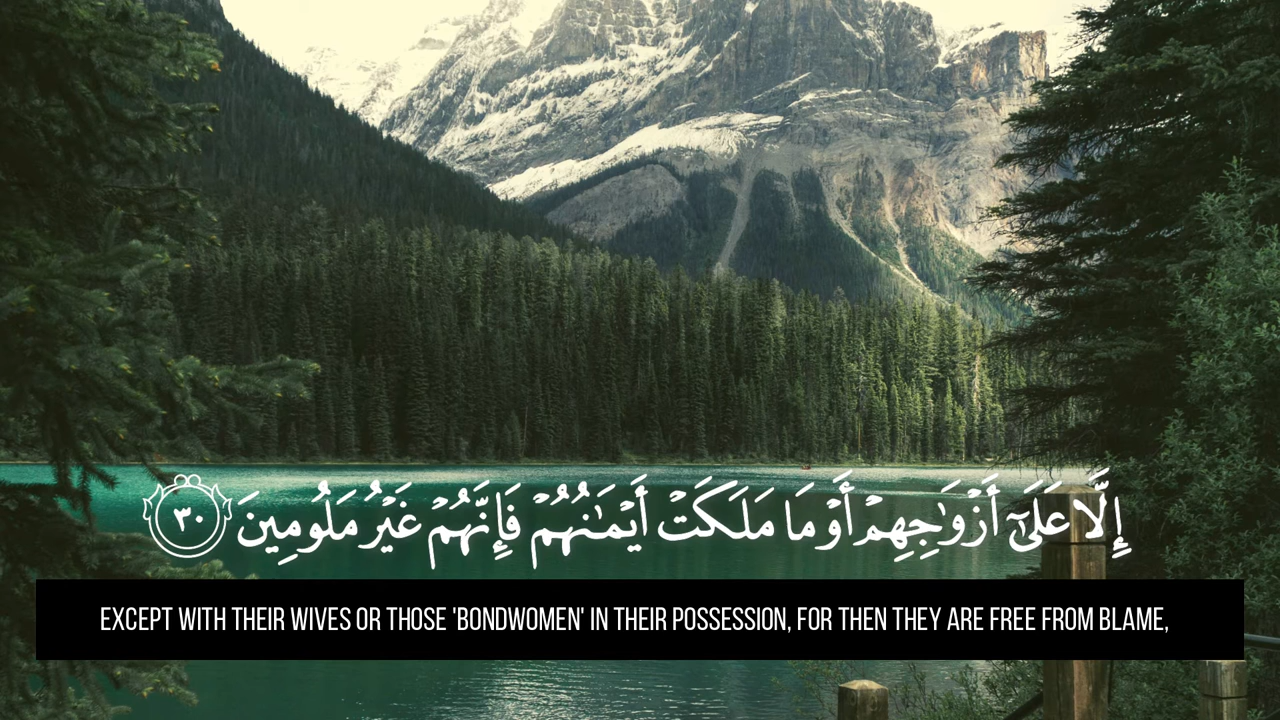 إِلَّا عَلَىٰٓ أَزْوَٰجِهِمْ أَوْ مَا مَلَكَتْ أَيْمَـٰنُهُمْ فَإِنَّهُمْ غَيْرُ مَلُومِينَ ٣٠
EXCEPT WITH THEIR WIVES OR THOSE 'BONDWOMEN' IN THEIR POSSESSION, FOR THEN THEY ARE FREE FROM BLAME,